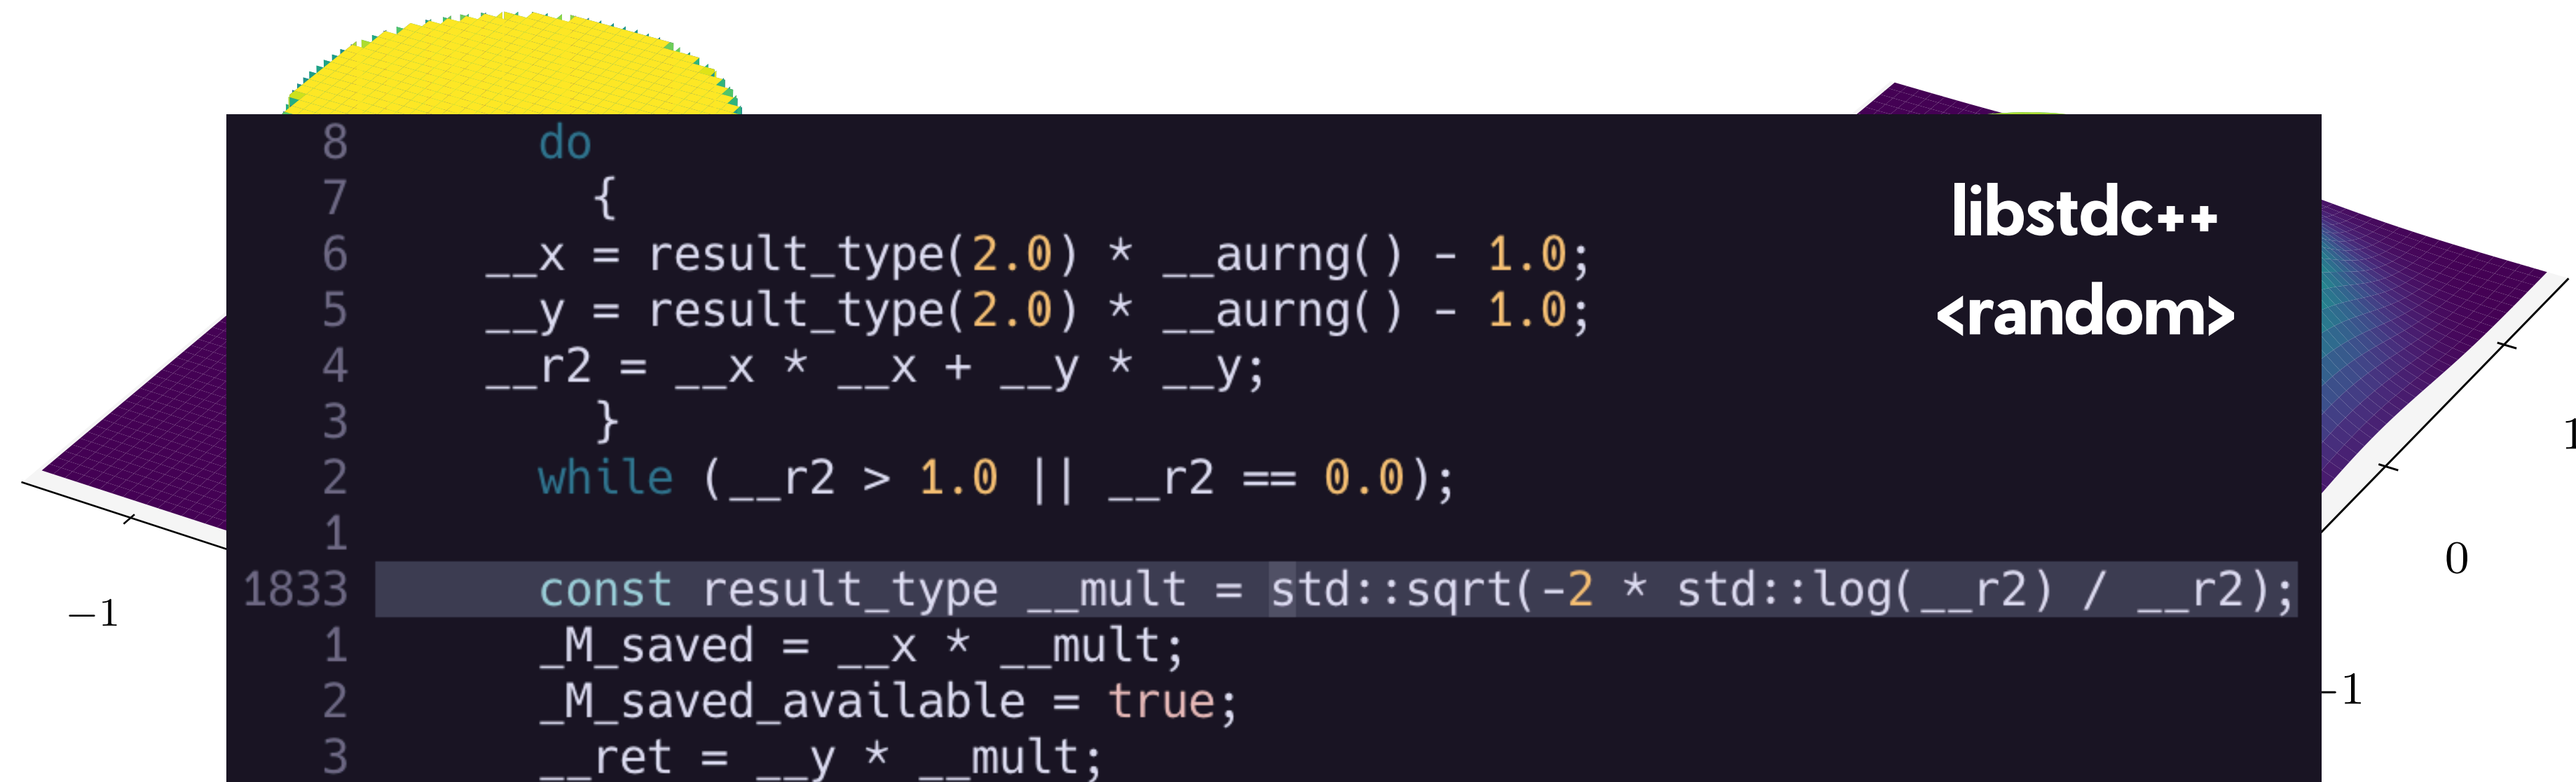 8 do
7 {
6 __x = result_type(2.0) * __aurng() - 1.0;
5 __y = result_type(2.0) * __aurng() - 1.0;
4 __r2 = __x * __x + __y * __y;
3 }
2 while (__r2 > 1.0 || __r2 == 0.0);
1
1833 const result_type __mult = std::sqrt(-2 * std::log(__r2) / __r2);
1 _M_saved = __x * __mult;
2 _M_saved_available = true;
3 __ret = __y * __mult;
libstdc++
<random>
−1
1
0
−1